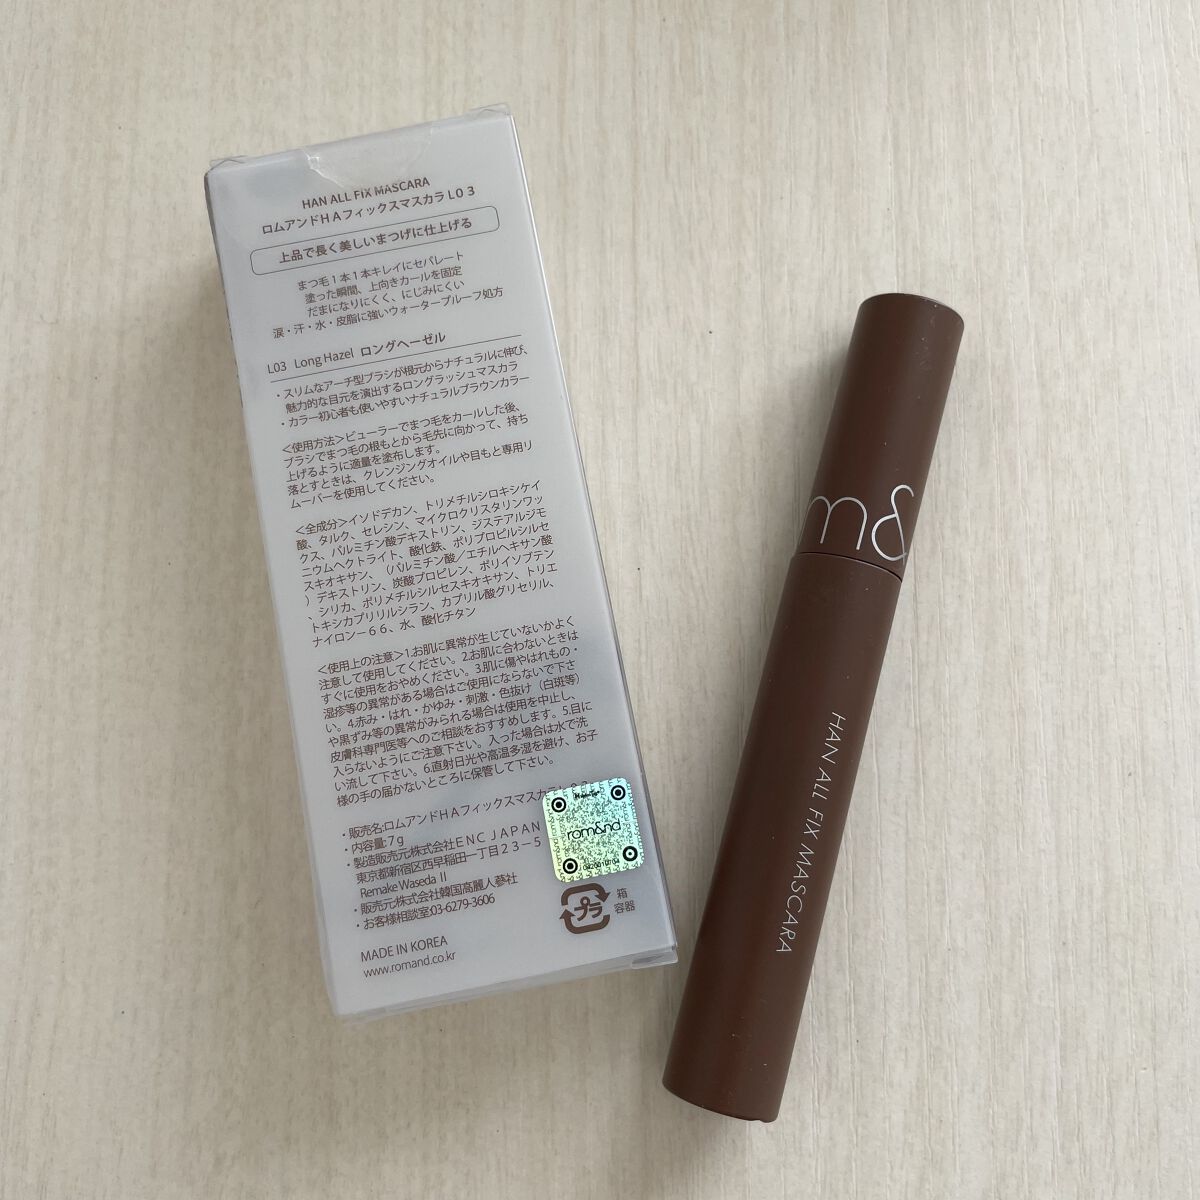 HAN ALL FIX MASCARA
ロムアンドHAフィックスマスカラL03
上品で長く美しいまつげに仕上げる
まつ毛1本1本キレイにセパレート
塗った瞬間、上向きカールを固定
だまになりにくく、にじみにくい
涙・汗・水・皮脂に強いウォータープルーフ処方
L03 Long Hazel ロングヘーゼル
・スリムなアーチ型ブラシが根元からナチュラルに伸び、
魅力的な目元を演出するロングラッシュマスカラ
・カラー初心者も使いやすいナチュラルブラウンカラー
＜使用方法＞ビューラーでまつ毛をカールした後、
ブラシでまつ毛の根もとから毛先に向かって、持ち
上げるように適量を塗布します。
落とすときは、クレンジングオイルや目もと専用リ
ムーバーを使用してください。
＜全成分＞イソドデカン、トリメチルシロキシケイ
酸、タルク、セレシン、マイクロクリスタリンワッ
クス、パルミチン酸デキストリン、ジステアルジモ
ニウムヘクトライト、酸化鉄、ポリプロピルシルセ
スキオキサン、（パルミチン酸／エチルヘキサン酸
）デキストリン、炭酸プロピレン、ポリイソブテン
、シリカ、ポリメチルシルセスキオキサン、トリエ
トキシカプリリルシラン、カプリル酸グリセリル、
ナイロン－66、水、酸化チタン
＜使用上の注意＞1.お肌に異常が生じていないかよく
注意して使用してください。2.お肌に合わないときは
すぐに使用をおやめください。3.肌に傷やはれもの・
湿疹等の異常がある場合はご使用にならないで下さ
い。4.赤み・はれ・かゆみ・刺激・色抜け（白斑等）
や黒ずみ等の異常がみられる場合は使用を中止し、
皮膚科専門医等へのご相談をおすすめします。5.目に
入らないようにご注意下さい。入った場合は水で洗
い流して下さい。6.直射日光や高温多湿を避け、お子
様の手の届かないところに保管して下さい。
・販売名:ロムアンドHAフィックスマスカラL03
・内容量:7g
・製造販売元:株式会社ENC JAPAN
東京都新宿区西早稲田一丁目23－5
Remake Waseda II
・販売元:株式会社韓国高麗人蔘社
・お客様相談室:03-6279-3606
MADE IN KOREA
www.romand.co.kr
rom&nd
プラ
箱
容器
m&
HAN ALL FIX MASCARA